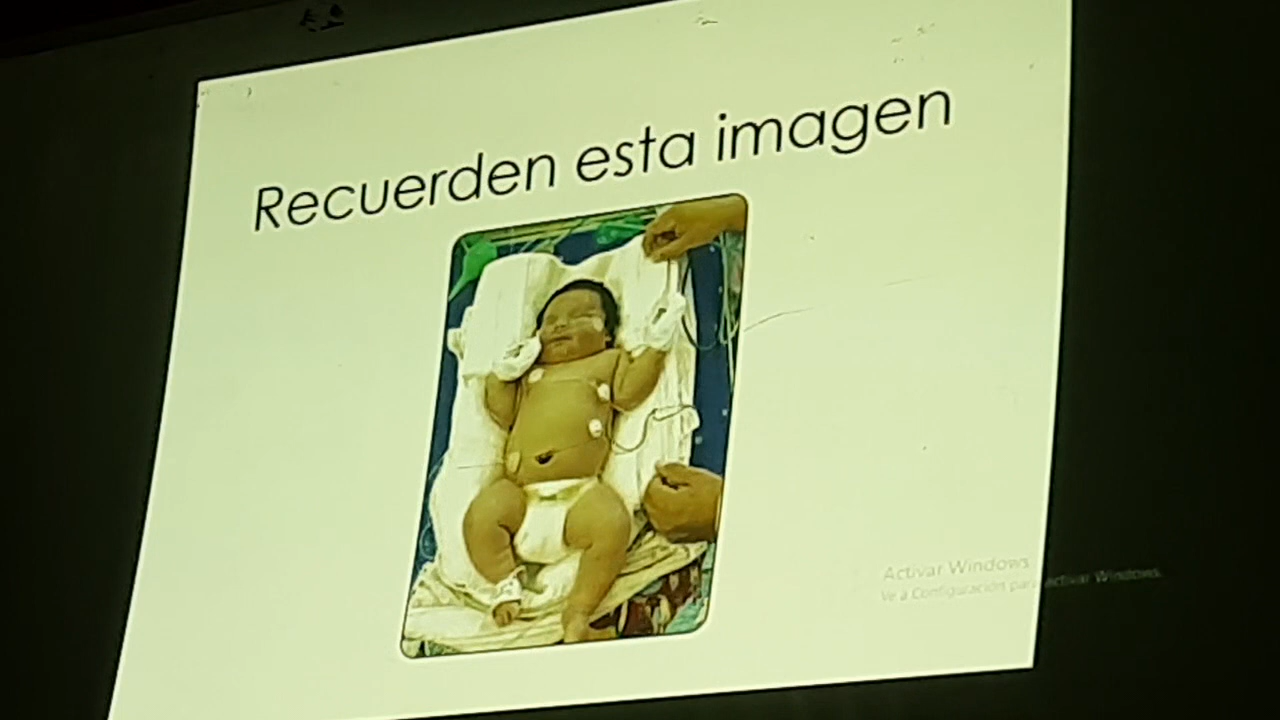 Recuerden esta imagen
Activar Windows
Ve a Configuración para activar Windows.